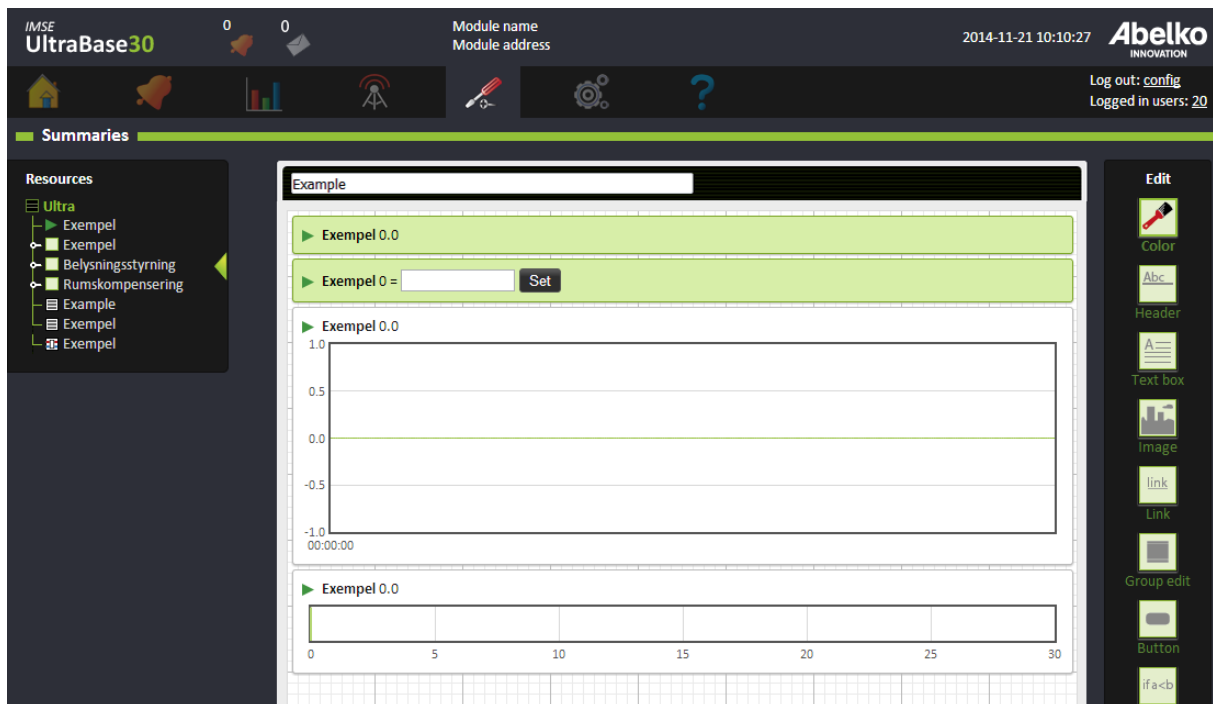 IMSE
UltraBase30
0
0
Module name
Module address
2014-11-21 10:10:27
Abelko
INNOVATION
Log out: config
Logged in users: 20
Summaries
Resources
Ultra
Exempel
Exempel
Belysningsstyrning
Rumskompensering
Example
Exempel
Exempel
Example
Exempel 0.0
Exempel 0 =
Set
Exempel 0.0
1.0
0.5
0.0
-0.5
-1.0
00:00:00
Exempel 0.0
0 5 10 15 20 25 30
Edit
Color
Abc
Header
A
Text box
Image
link
Link
Group edit
Button
if a<b